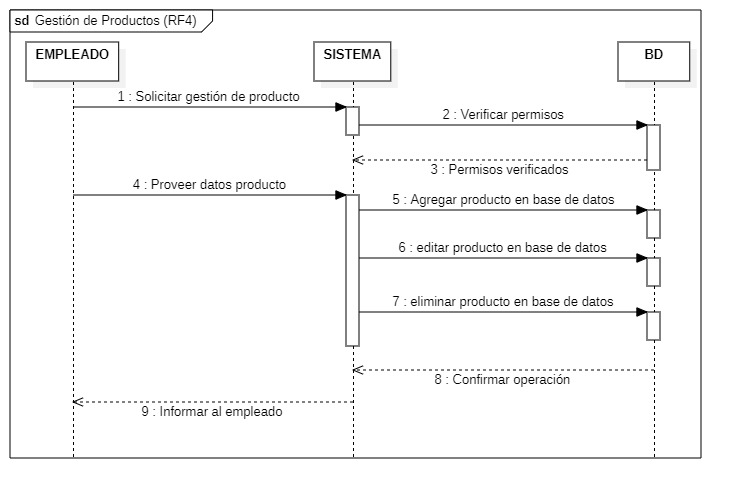 sd Gestión de Productos (RF4)
EMPLEADO
SISTEMA
BD
1 : Solicitar gestión de producto
2 : Verificar permisos
3 : Permisos verificados
4 : Proveer datos producto
5 : Agregar producto en base de datos
6 : editar producto en base de datos
7 : eliminar producto en base de datos
8 : Confirmar operación
9 : Informar al empleado